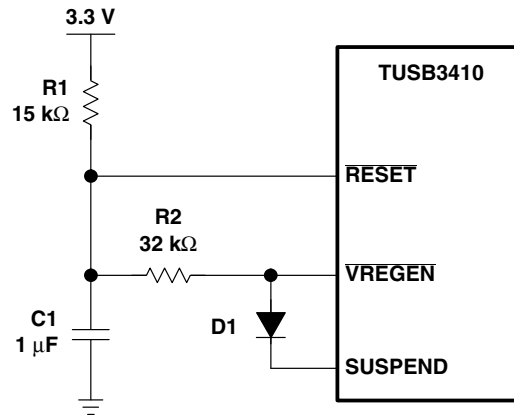 3.3 V
TUSB3410
R1
15 kΩ
RESET
R2
32 kΩ
VREGEN
C1
1 μF
D1
SUSPEND